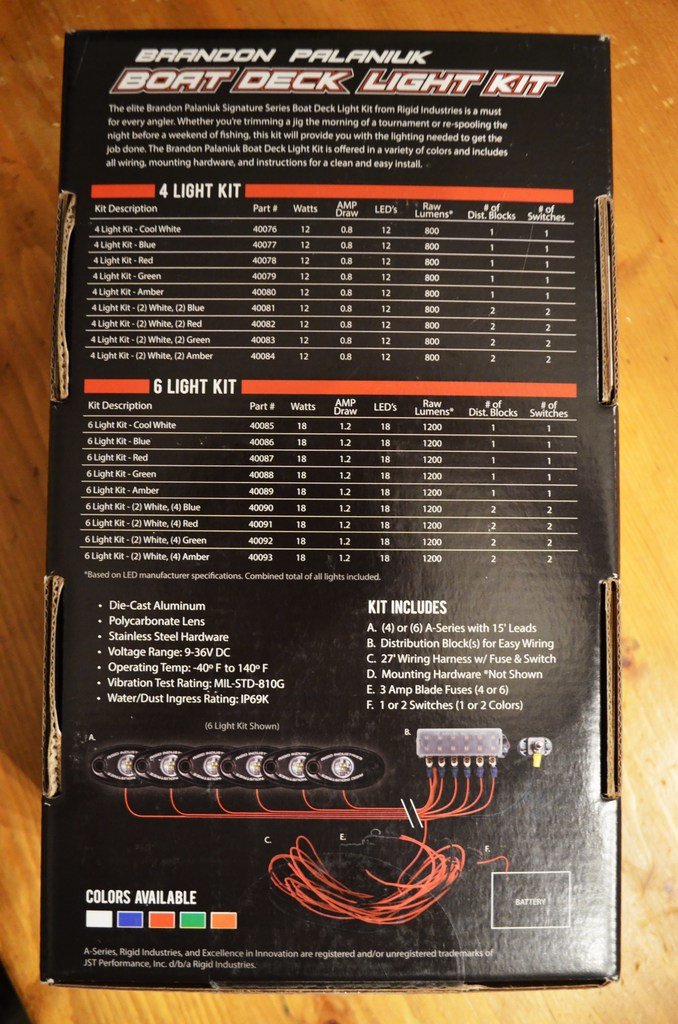 BRANDON PALANIUK
BOAT DECK LIGHT KIT
The elite Brandon Palaniuk Signature Series Boat Deck Light Kit from Rigid Industries is a must
for every angler. Whether you're trimming a jig the morning of a tournament or re-spooling the
night before a weekend of fishing, this kit will provide you with the lighting needed to get the
job done. The Brandon Palaniuk Boat Deck Light Kit is offered in a variety of colors and includes
all wiring, mounting hardware, and instructions for a clean and easy install.
4 LIGHT KIT
Kit Description Part # Watts AMP Draw LED's Raw Lumens* # of Dist. Blocks # of Switches
4 Light Kit - Cool White 40076 12 0.8 12 800 1 1
4 Light Kit - Blue 40077 12 0.8 12 800 1 1
4 Light Kit - Red 40078 12 0.8 12 800 1 1
4 Light Kit - Green 40079 12 0.8 12 800 1 1
4 Light Kit - Amber 40080 12 0.8 12 800 1 1
4 Light Kit - (2) White, (2) Blue 40081 12 0.8 12 800 2 2
4 Light Kit - (2) White, (2) Red 40082 12 0.8 12 800 2 2
4 Light Kit - (2) White, (2) Green 40083 12 0.8 12 800 2 2
4 Light Kit - (2) White, (2) Amber 40084 12 0.8 12 800 2 2
6 LIGHT KIT
Kit Description Part # Watts AMP Draw LED's Raw Lumens* # of Dist. Blocks # of Switches
6 Light Kit - Cool White 40085 18 1.2 18 1200 1 1
6 Light Kit - Blue 40086 18 1.2 18 1200 1 1
6 Light Kit - Red 40087 18 1.2 18 1200 1 1
6 Light Kit - Green 40088 18 1.2 18 1200 1 1
6 Light Kit - Amber 40089 18 1.2 18 1200 1 1
6 Light Kit - (2) White, (4) Blue 40090 18 1.2 18 1200 2 2
6 Light Kit - (2) White, (4) Red 40091 18 1.2 18 1200 2 2
6 Light Kit - (2) White, (4) Green 40092 18 1.2 18 1200 2 2
6 Light Kit - (2) White, (4) Amber 40093 18 1.2 18 1200 2 2
*Based on LED manufacturer specifications. Combined total of all lights included.
• Die-Cast Aluminum
• Polycarbonate Lens
• Stainless Steel Hardware
• Voltage Range: 9-36V DC
• Operating Temp: -40º F to 140º F
• Vibration Test Rating: MIL-STD-810G
• Water/Dust Ingress Rating: IP69K
KIT INCLUDES
A. (4) or (6) A-Series with 15' Leads
B. Distribution Block(s) for Easy Wiring
C. 27' Wiring Harness w/ Fuse & Switch
D. Mounting Hardware *Not Shown
E. 3 Amp Blade Fuses (4 or 6)
F. 1 or 2 Switches (1 or 2 Colors)
(6 Light Kit Shown)
A.
B.
C.
E.
F.
BATTERY
COLORS AVAILABLE
A-Series, Rigid Industries, and Excellence in Innovation are registered and/or unregistered trademarks of
JST Performance, Inc. d/b/a Rigid Industries.